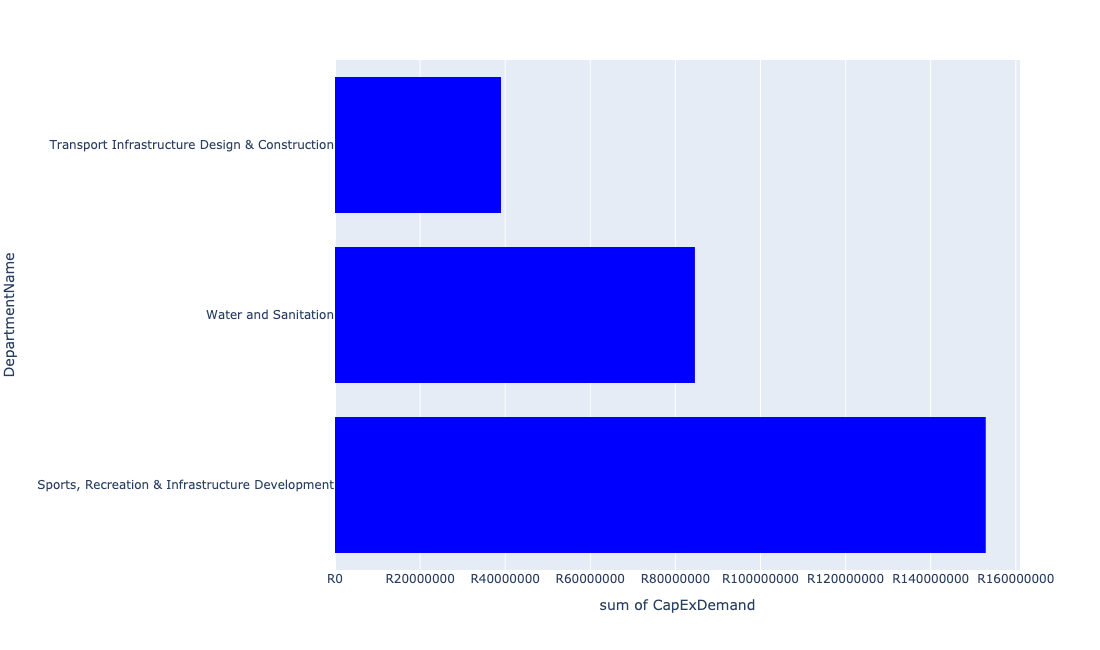 Transport Infrastructure Design & Construction
Water and Sanitation
Sports, Recreation & Infrastructure Development
DepartmentName
R0 R20000000 R40000000 R60000000 R80000000 R100000000 R120000000 R140000000 R160000000
sum of CapExDemand